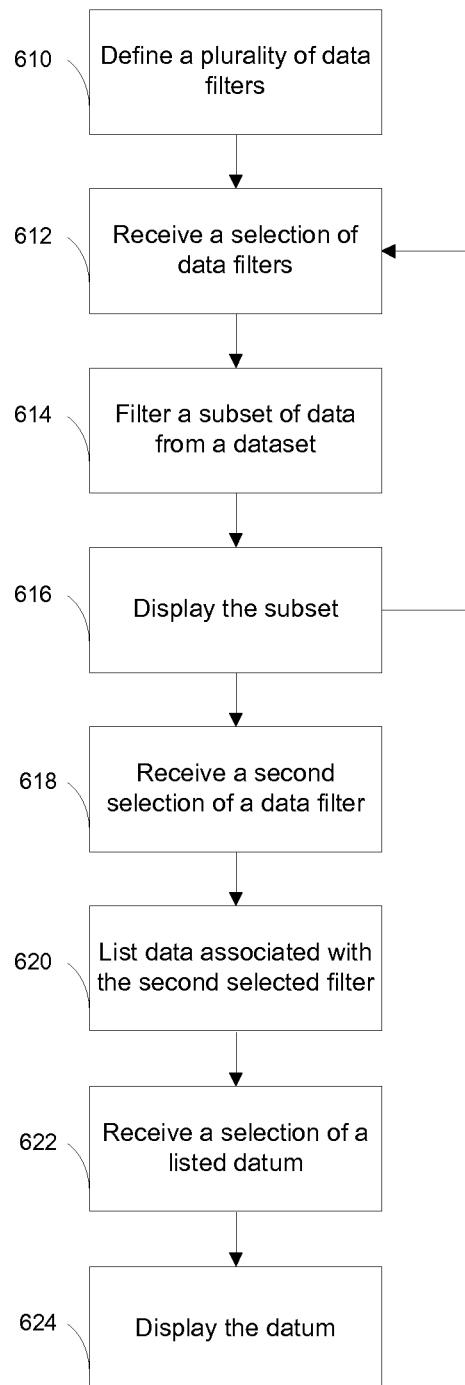 610
Define a plurality of data
filters
612
Receive a selection of
data filters
614
Filter a subset of data
from a dataset
616
Display the subset
618
Receive a second
selection of a data filter
620
List data associated with
the second selected filter
622
Receive a selection of a
listed datum
624
Display the datum